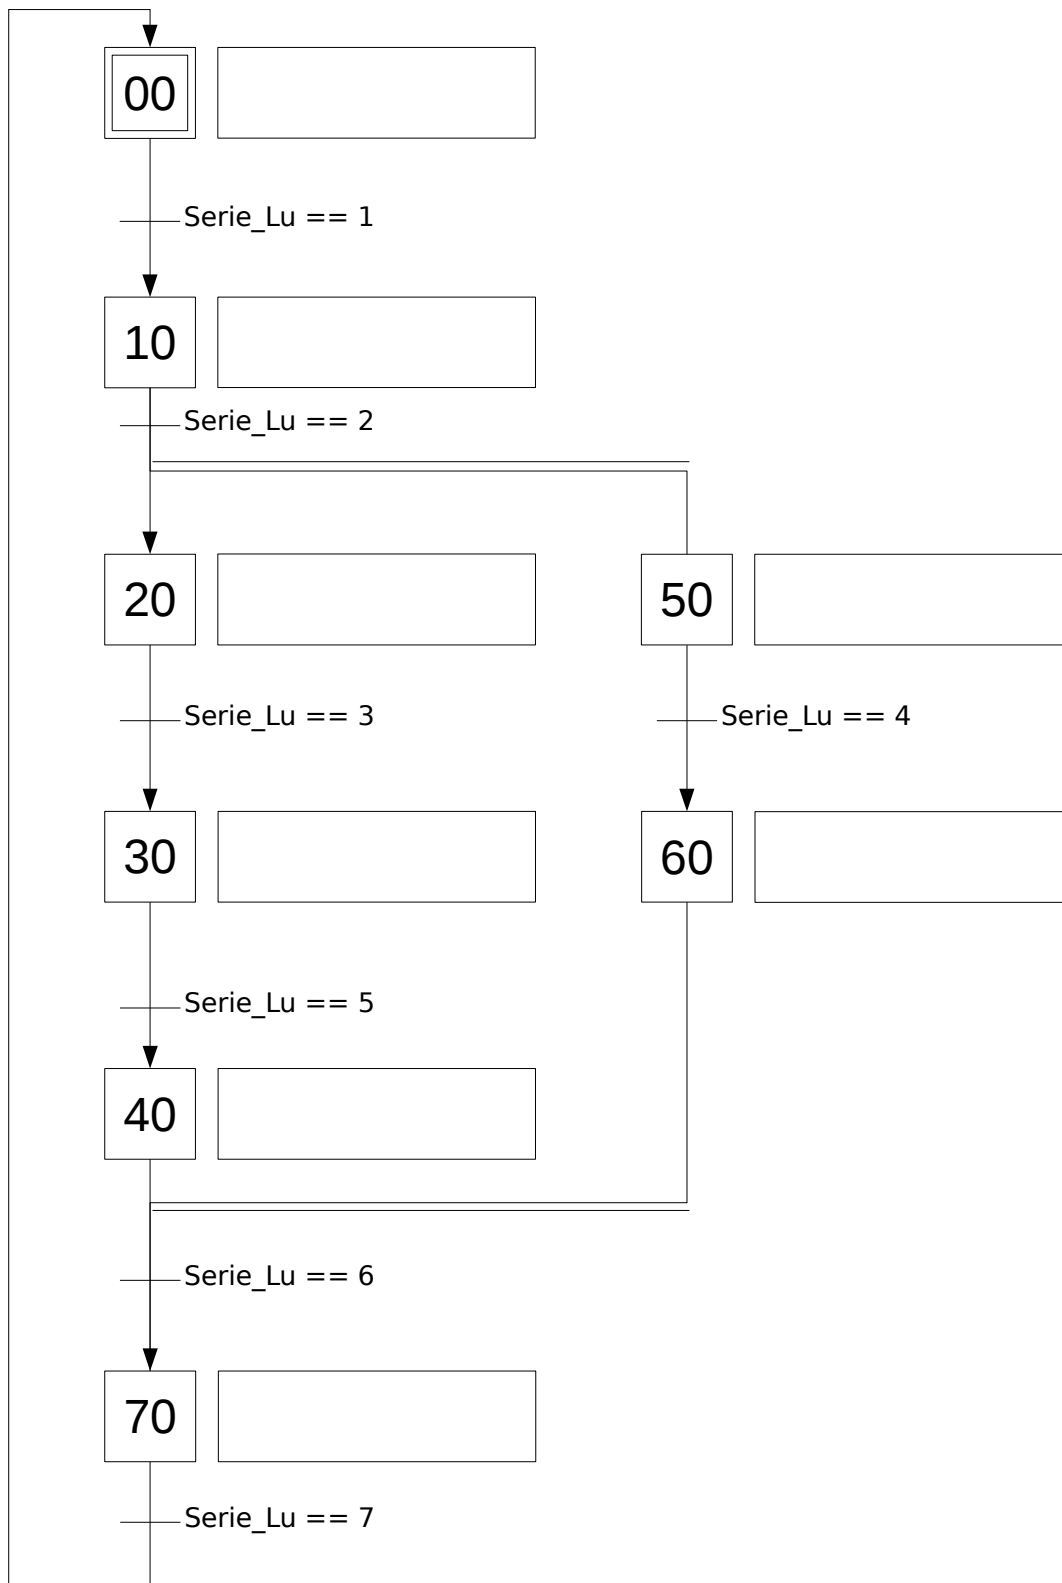 00
Serie_Lu == 1
10
Serie_Lu == 2
20
50
Serie_Lu == 3
Serie_Lu == 4
30
60
Serie_Lu == 5
40
Serie_Lu == 6
70
Serie_Lu == 7